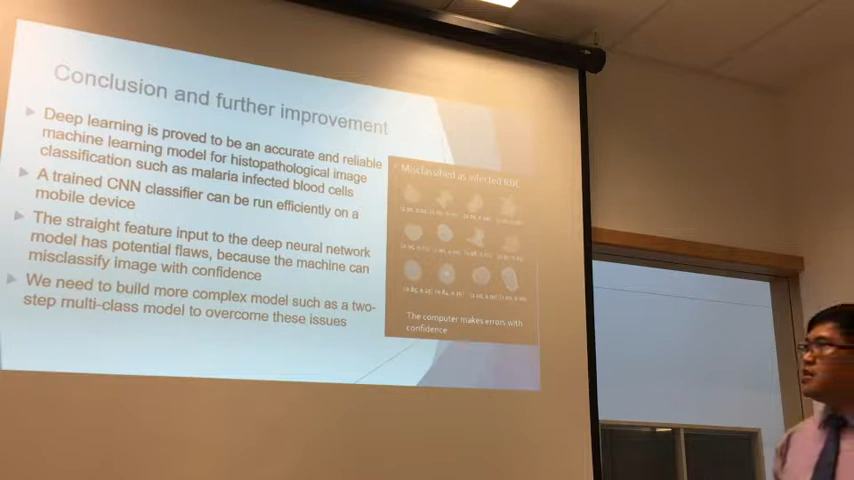 Conclusion and further improvement
Deep learning is proved to be an accurate and reliable
machine learning model for histopathological image
classification such as malaria infected blood cells
A trained CNN classifier can be run efficiently on a
mobile device
The straight feature input to the deep neural network
model has potential flaws, because the machine can
misclassify image with confidence
We need to build more complex model such as a two-
step multi-class model to overcome these issues
Misclassified as infected RBC
The computer makes errors with
confidence